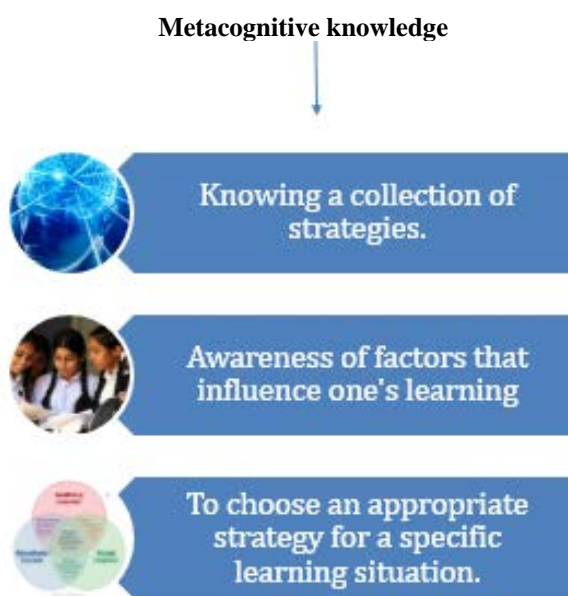 Metacognitive knowledge
Knowing a collection of
strategies.
Awareness of factors that
influence one's learning
To choose an appropriate
strategy for a specific
learning situation.